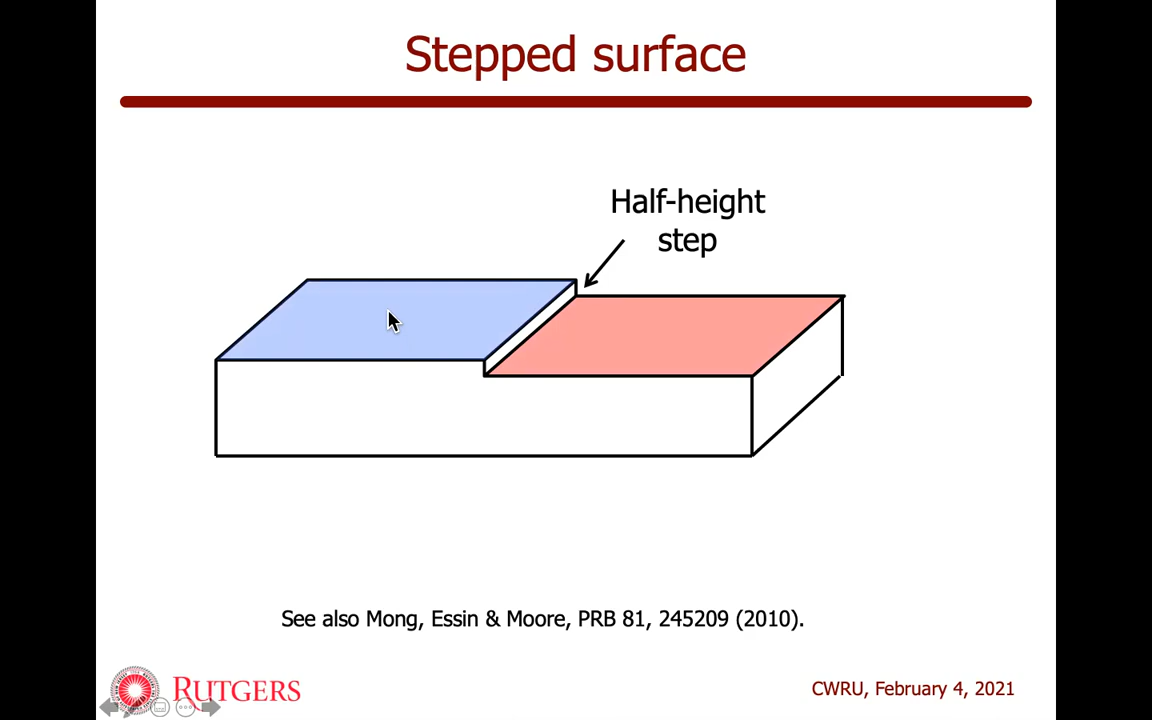 Stepped surface
Half-height
step
See also Mong, Essin & Moore, PRB 81, 245209 (2010).
RUTGERS
CWRU, February 4, 2021